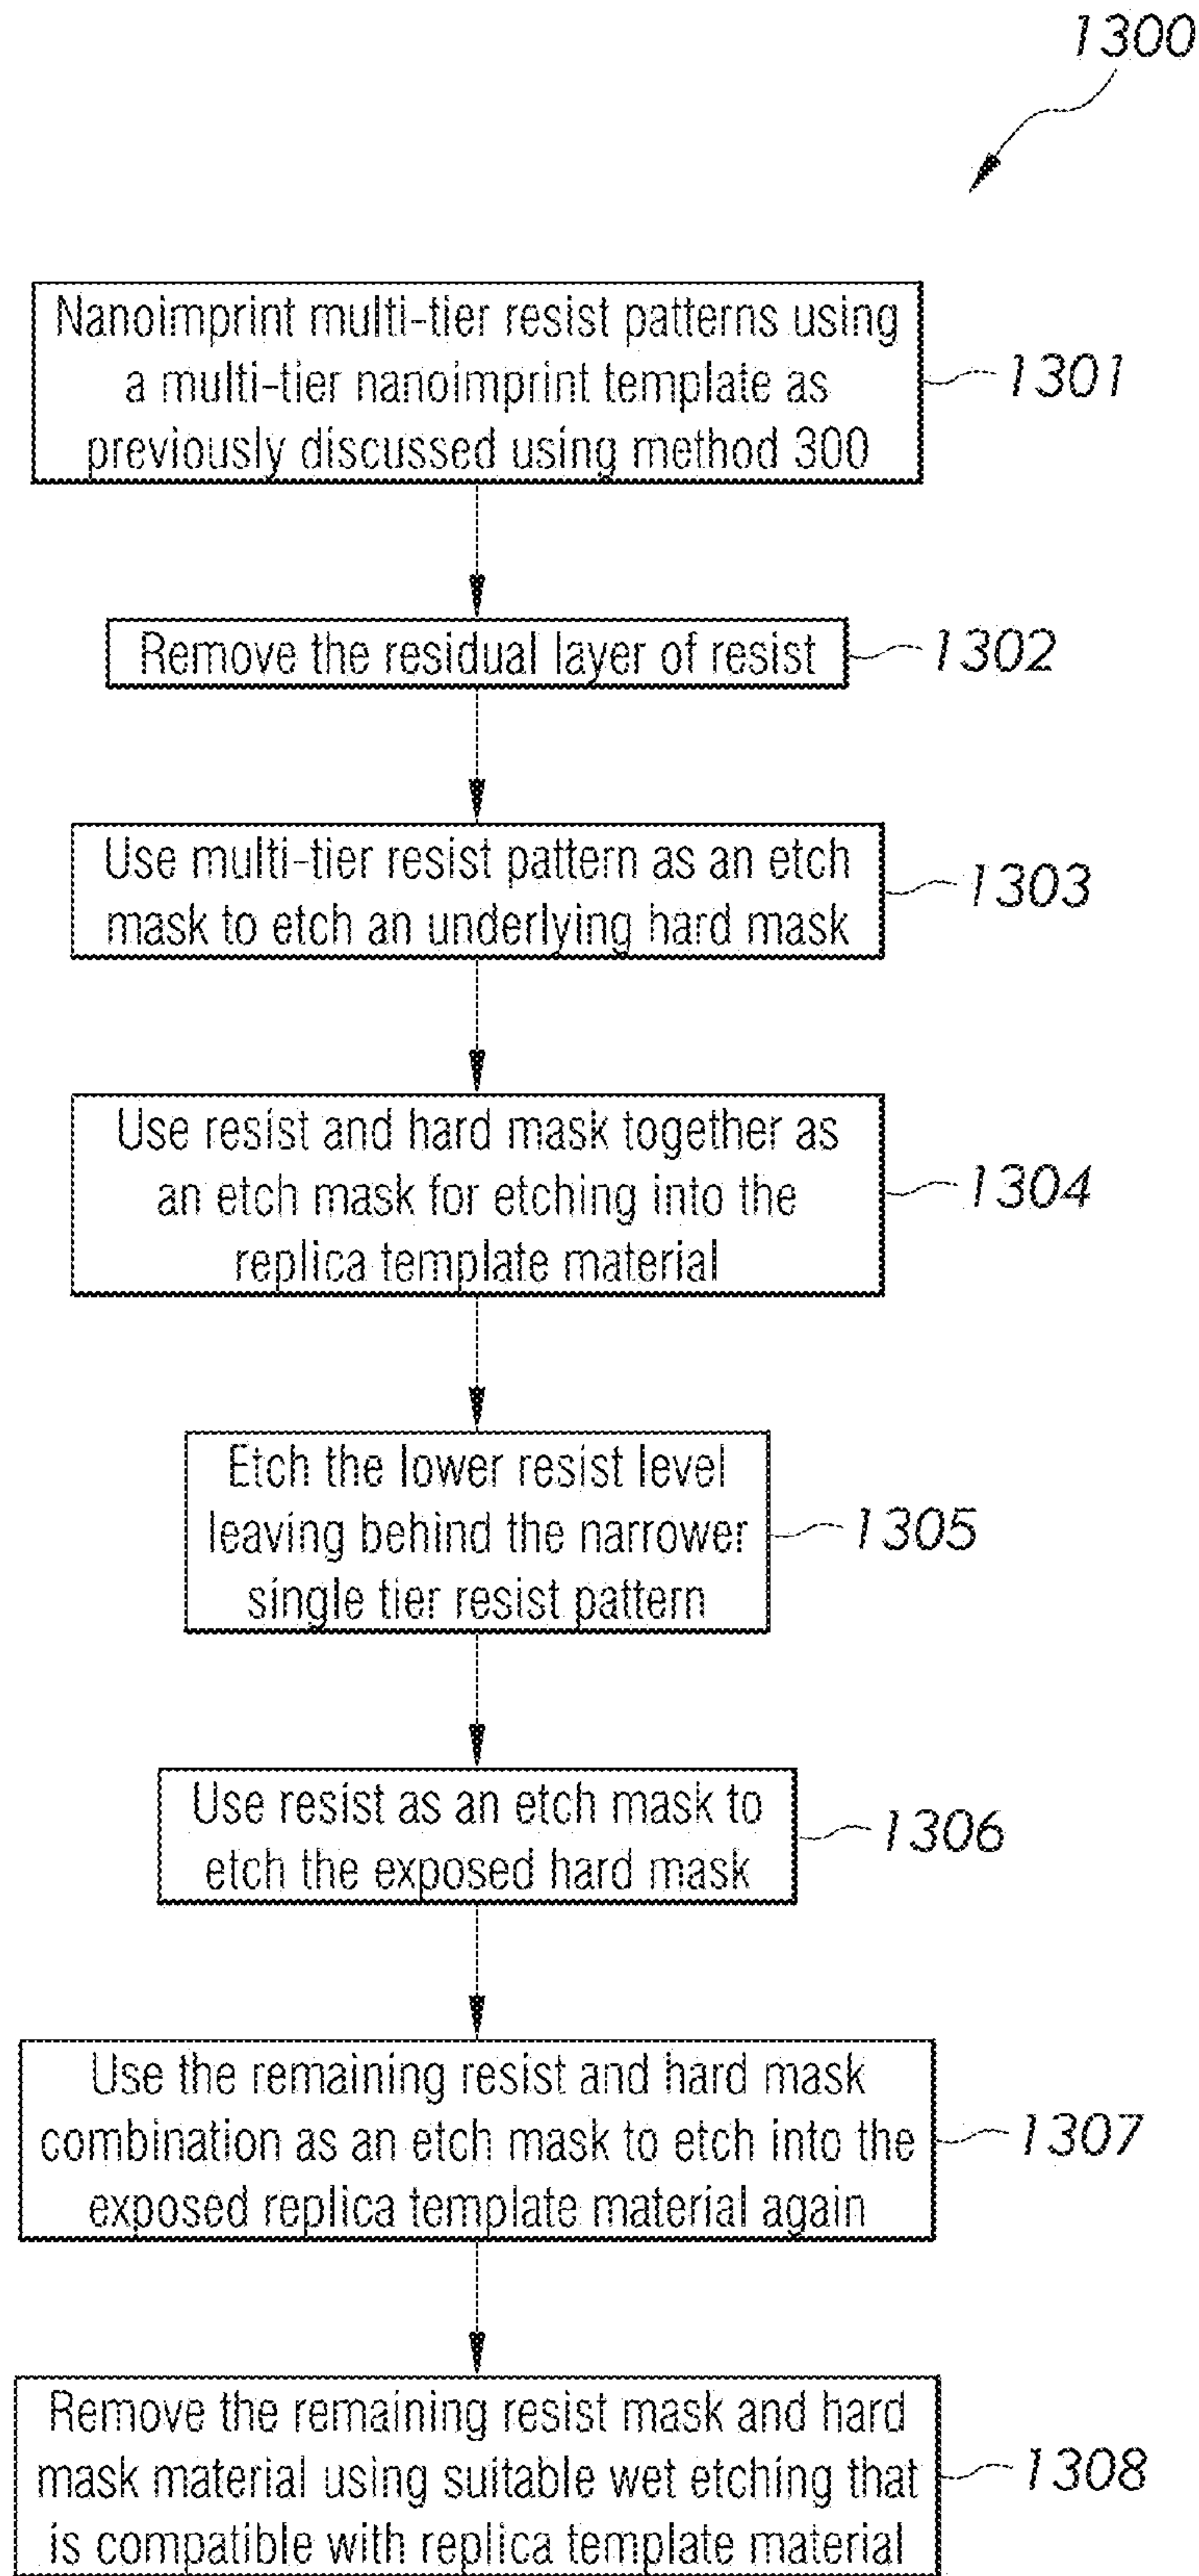 1300
Nanoimprint multi-tier resist patterns using
a multi-tier nanoimprint template as
previously discussed using method 300
1301
Remove the residual layer of resist
1302
Use multi-tier resist pattern as an etch
mask to etch an underlying hard mask
1303
Use resist and hard mask together as
an etch mask for etching into the
replica template material
1304
Etch the lower resist level
leaving behind the narrower
single tier resist pattern
1305
Use resist as an etch mask to
etch the exposed hard mask
1306
Use the remaining resist and hard mask
combination as an etch mask to etch into the
exposed replica template material again
1307
Remove the remaining resist mask and hard
mask material using suitable wet etching that
is compatible with replica template material
1308